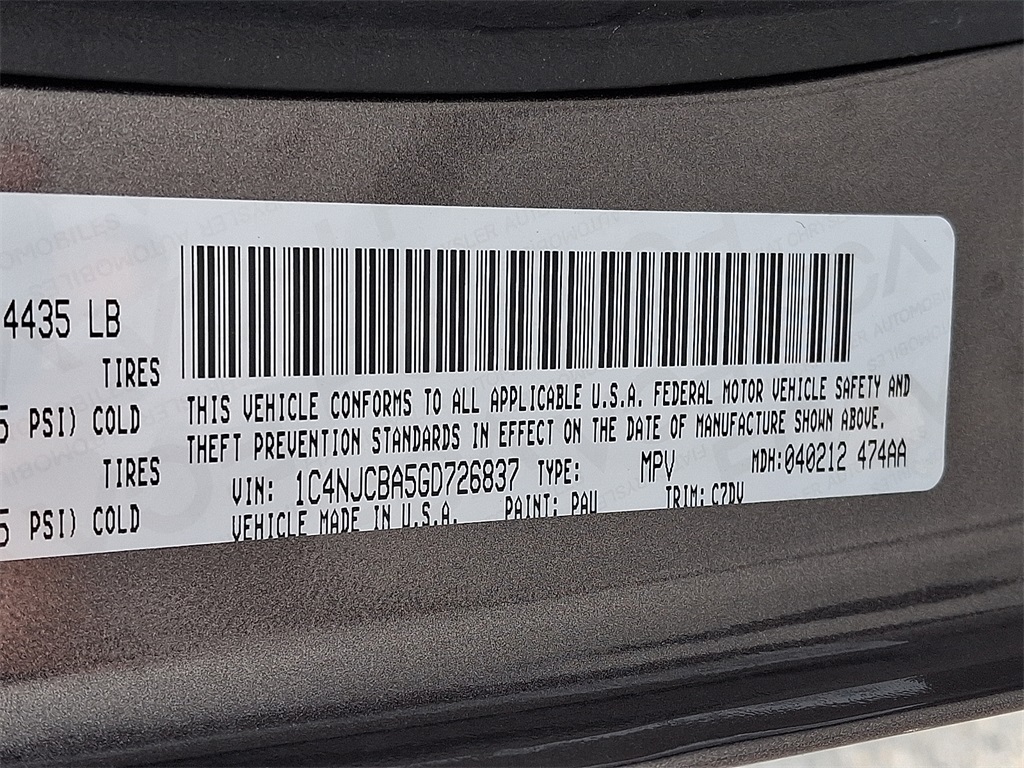 4435 LB
TIRES
5 PSI) COLD
TIRES
5 PSI) COLD
THIS VEHICLE CONFORMS TO ALL APPLICABLE U.S.A. FEDERAL MOTOR VEHICLE SAFETY AND
THEFT PREVENTION STANDARDS IN EFFECT ON THE DATE OF MANUFACTURE SHOWN ABOVE.
VIN: 1C4NJCBA5GD726837 TYPE: MPV MDH:040212 474AA
VEHICLE MADE IN U.S.A. PAINT: PAU TRIM: C7DV